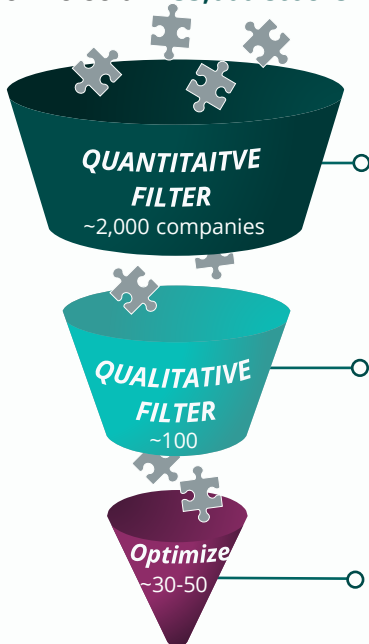 QUANTITAITVE
FILTER
~2,000 companies
QUALITATIVE
FILTER
~100
Optimize
~30-50